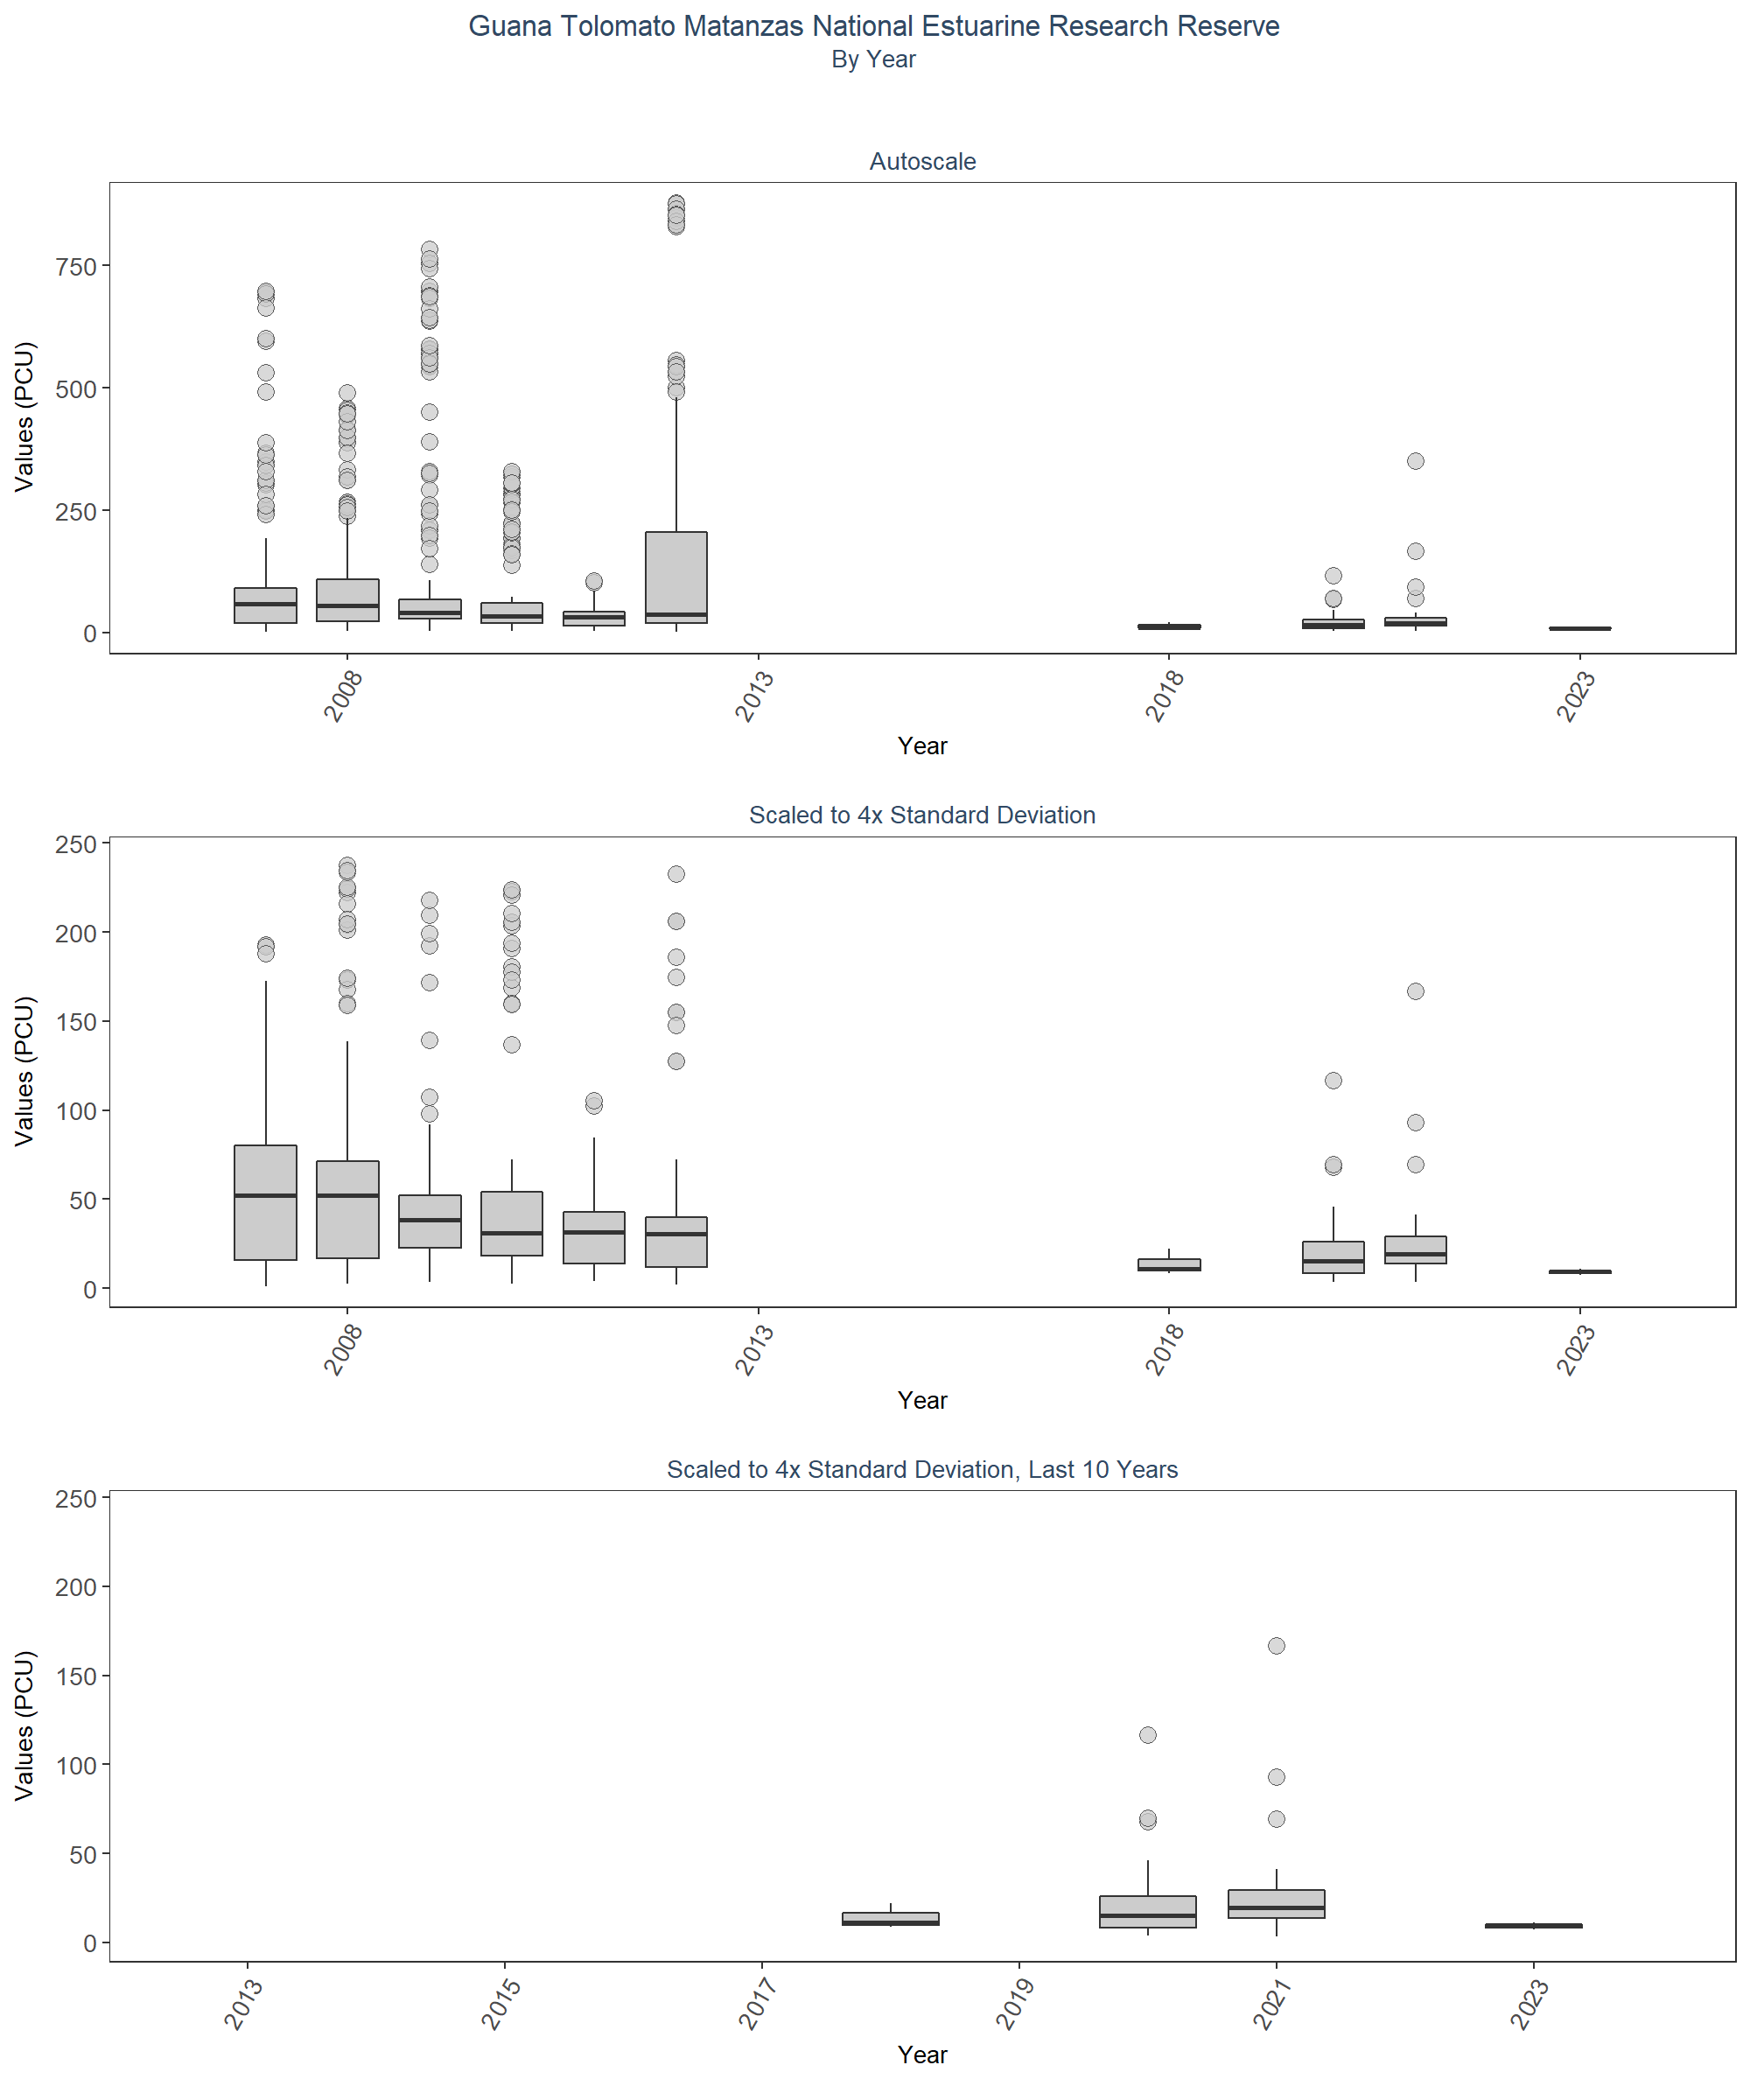 Guana Tolomato Matanzas National Estuarine Research Reserve
By Year
Autoscale
Values (PCU)
750
500
250
0
2008
2013
2018
2023
Year
Scaled to 4x Standard Deviation
Values (PCU)
250
200
150
100
50
0
2008
2013
2018
2023
Year
Scaled to 4x Standard Deviation, Last 10 Years
Values (PCU)
250
200
150
100
50
0
2013
2015
2017
2019
2021
2023
Year